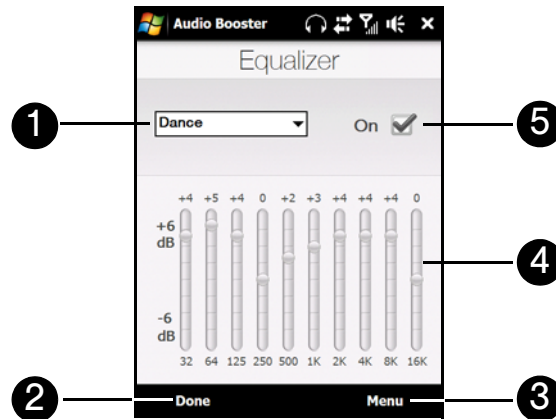 Audio Booster
Equalizer
1
Dance
On
5
+4 +5 +4 0 +2 +3 +4 +4 +4 0
+6
dB
4
-6
dB
32 64 125 250 500 1K 2K 4K 8K 16K
2
Done
Menu
3